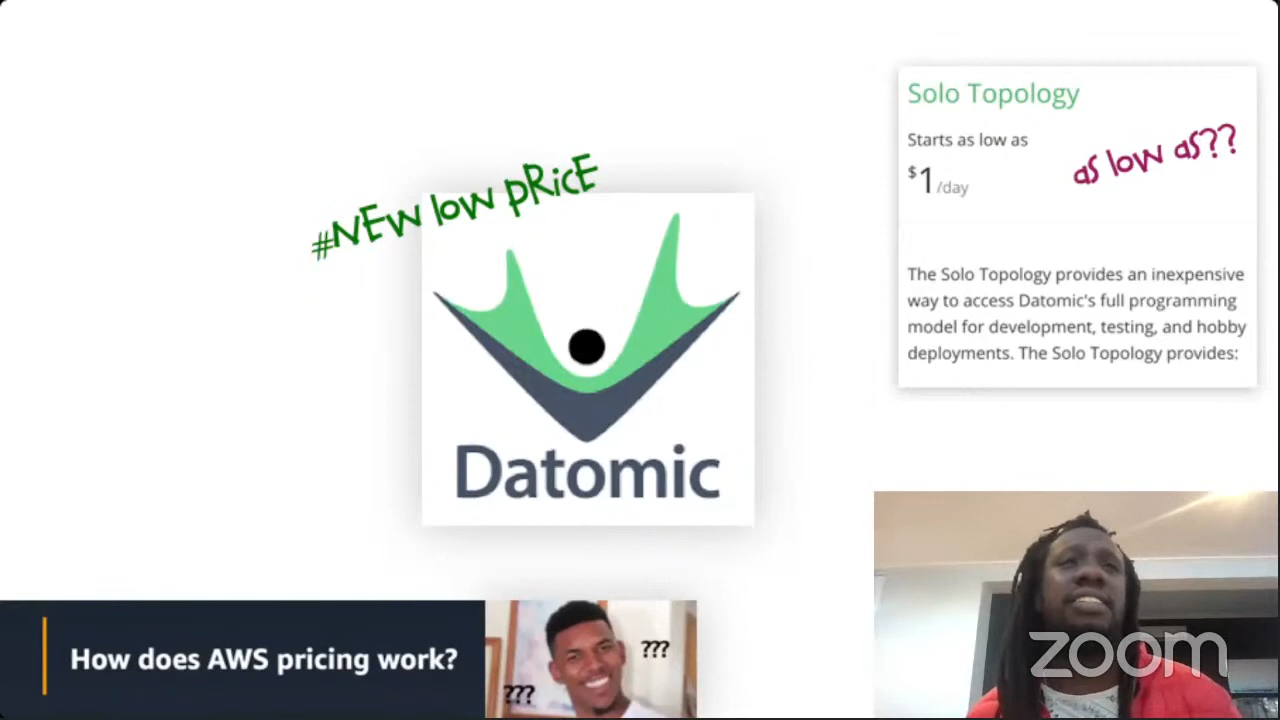 #NEW low pRicE
Datomic
Solo Topology
Starts as low as
as low as??
$1/day
The Solo Topology provides an inexpensive
way to access Datomic's full programming
model for development, testing, and hobby
deployments. The Solo Topology provides:
How does AWS pricing work?
???
???
zoom